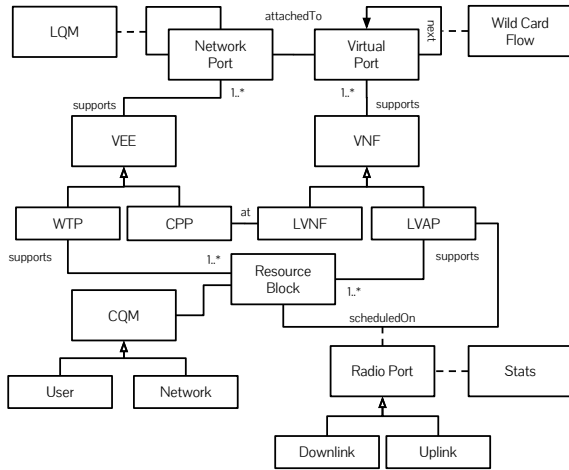 attachedTo
LQM
Network
Port
Virtual
Port
next
Wild Card
Flow
1..*
1..*
supports
supports
VEE
VNF
WTP
CPP
at
LVNF
LVAP
supports
supports
1..*
Resource
Block
1..*
CQM
scheduledOn
User
Network
Radio Port
Stats
Downlink
Uplink